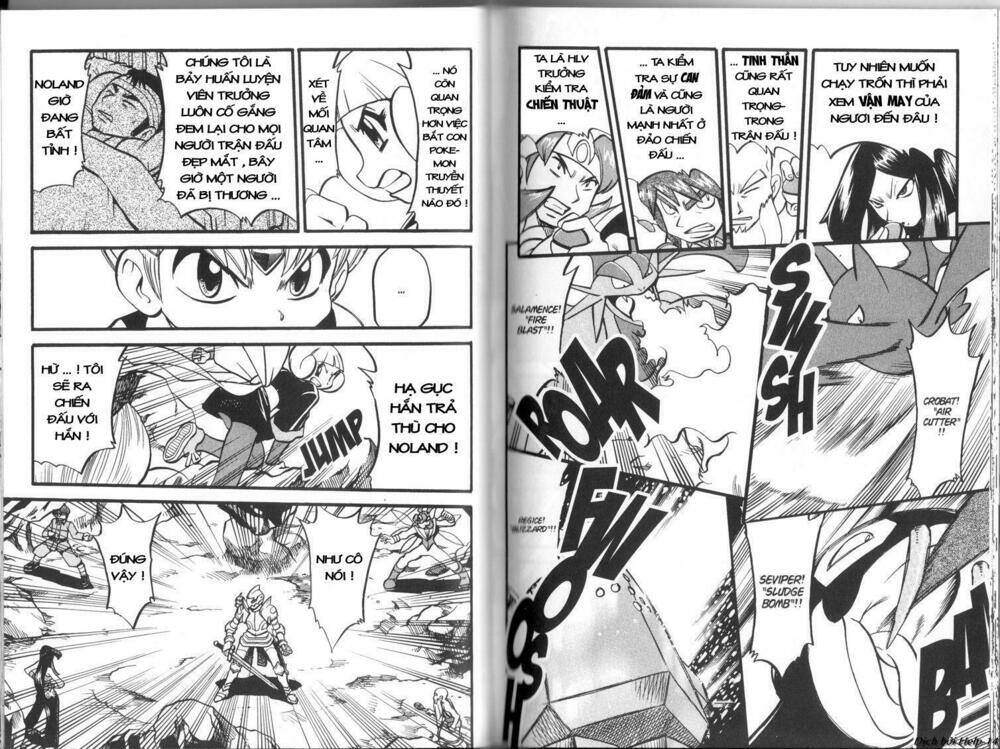 TUY NHIÊN MUỐN
CHẠY TRỐN THÌ PHẢI
XEM VẬN MAY CỦA
NGƯƠI ĐẾN ĐÂU !
... TINH THẦN
CŨNG RẤT
QUAN
TRỌNG-
TRONG
TRẬN ĐẤU !
... TA KIỂM
TRA SỰ CAN
ĐẢM VÀ CŨNG
LÀ NGƯỜI
MẠNH NHẤT Ở
ĐẢO CHIẾN
ĐẤU ...
TA LÀ HLV
TRƯỞNG
KIỂM TRA
CHIẾN THUẬT
...
SWISH
CROBAT!
"AIR
CUTTER"!!
SALAMENCE!
"FIRE
BLAST"!!
ROAR
SEVIPER!
"SLUDGE
BOMB"!!
BA
REGICE!
"BLIZZARD"!!
FWOOOSH
Dịch bởi Help_14
... NÓ
CÒN QUAN
TRỌNG
HƠN VIỆC
BẮT CON
POKE-
MON
TRUYỀN
THUYẾT
NÀO ĐÓ !
XÉT
VỀ MỐI
QUAN
TÂM ...
CHÚNG TÔI LÀ
BẢY HUẤN LUYỆN
VIÊN TRƯỞNG
LUÔN CỐ GẮNG
ĐEM LẠI CHO MỌI
NGƯỜI TRẬN ĐẤU
ĐẸP MẮT , BÂY
GIỜ MỘT NGƯỜI
ĐÃ BỊ THƯƠNG ...
NOLAND
GIỜ
ĐANG
BẤT
TỈNH !
...
HẠ GỤC
HẮN TRẢ
THÙ CHO
NOLAND !
JUMP
HỪ ... ! TÔI
SẼ RA
CHIẾN
ĐẤU VỚI
HẮN !
NHƯ CÔ
NÓI !
ĐÚNG
VẬY !